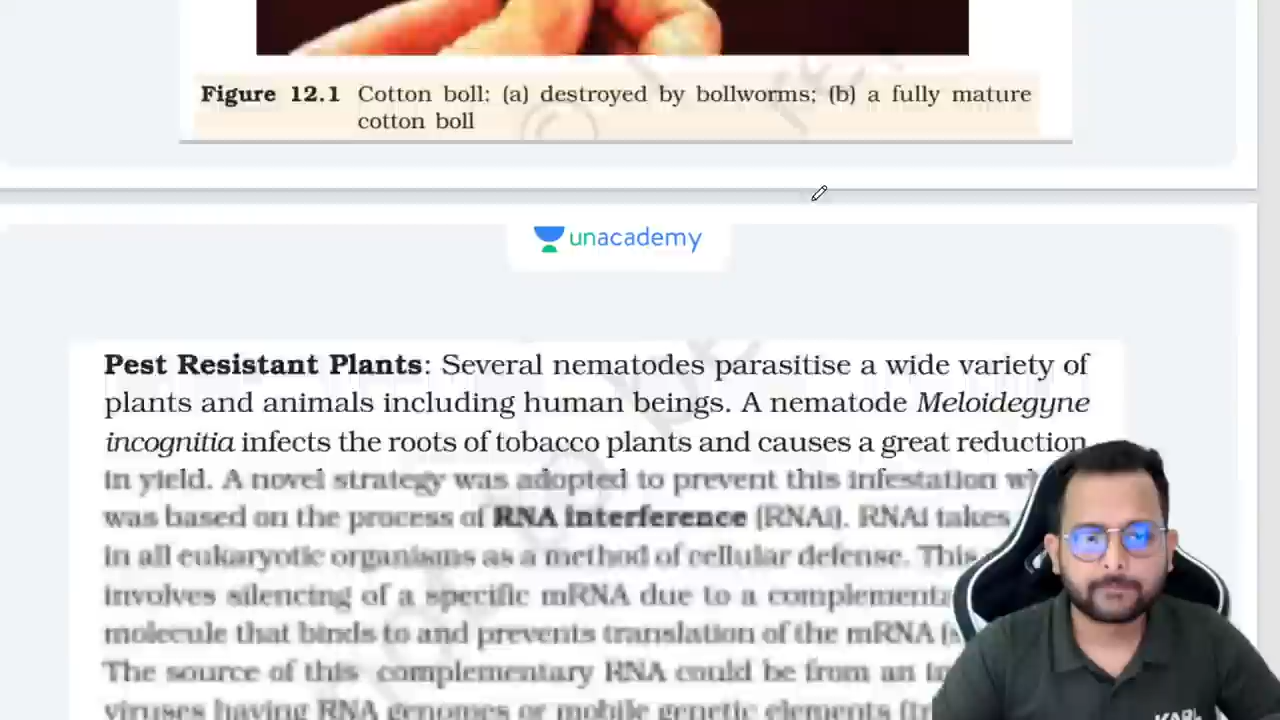 Figure 12.1 Cotton boll: (a) destroyed by bollworms; (b) a fully mature
cotton boll
unacademy
Pest Resistant Plants: Several nematodes parasitise a wide variety of
plants and animals including human beings. A nematode Meloidegyne
incognitia infects the roots of tobacco plants and causes a great reduction
in yield. A novel strategy was adopted to prevent this infestation
was based on the process of RNA interference (RNAi). RNAi takes
in all eukaryotic organisms as a method of cellular defense. This
involves silencing of a specific mRNA due to a
molecule that binds to and prevents translation of the mRNA
The source of this complementary RNA could be from an
viruses having RNA genomes or mobile genetic elements